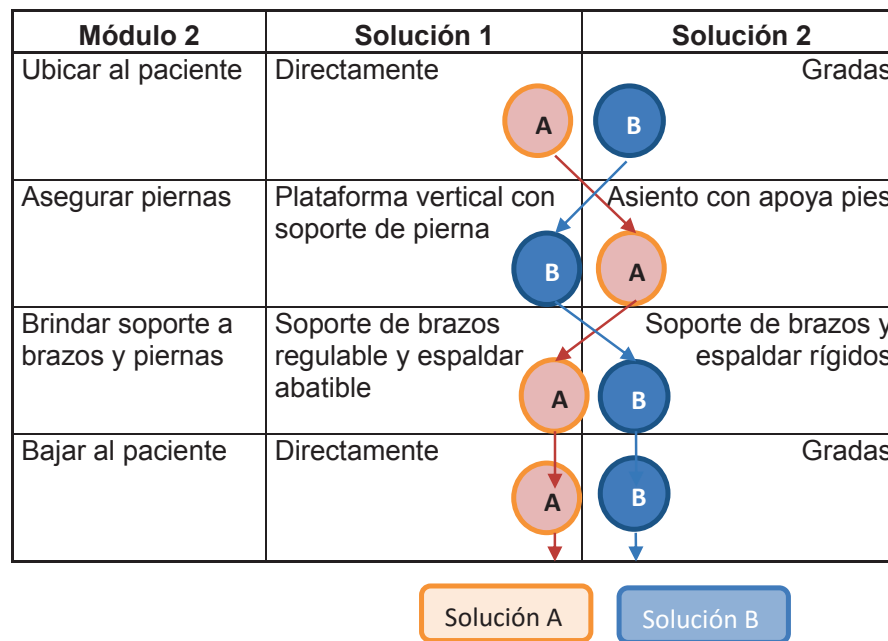 Módulo 2 Solución 1 Solución 2
Ubicar al paciente Directamente Gradas
A B
Asegurar piernas Plataforma vertical con Asiento con apoya pies
soporte de pierna
B A
Brindar soporte a Soporte de brazos Soporte de brazos y
brazos y piernas regulable y espaldar espaldar rígidos
abatible
A B
Bajar al paciente Directamente Gradas
A B
Solución A Solución B